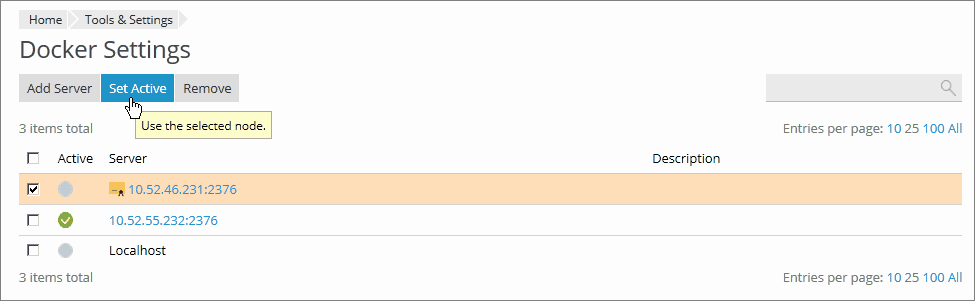 Home Tools & Settings
Docker Settings
Add Server Set Active Remove
Use the selected node.
3 items total Entries per page: 10 25 100 All
Active Server Description
10.52.46.231:2376
10.52.55.232:2376
Localhost
3 items total Entries per page: 10 25 100 All